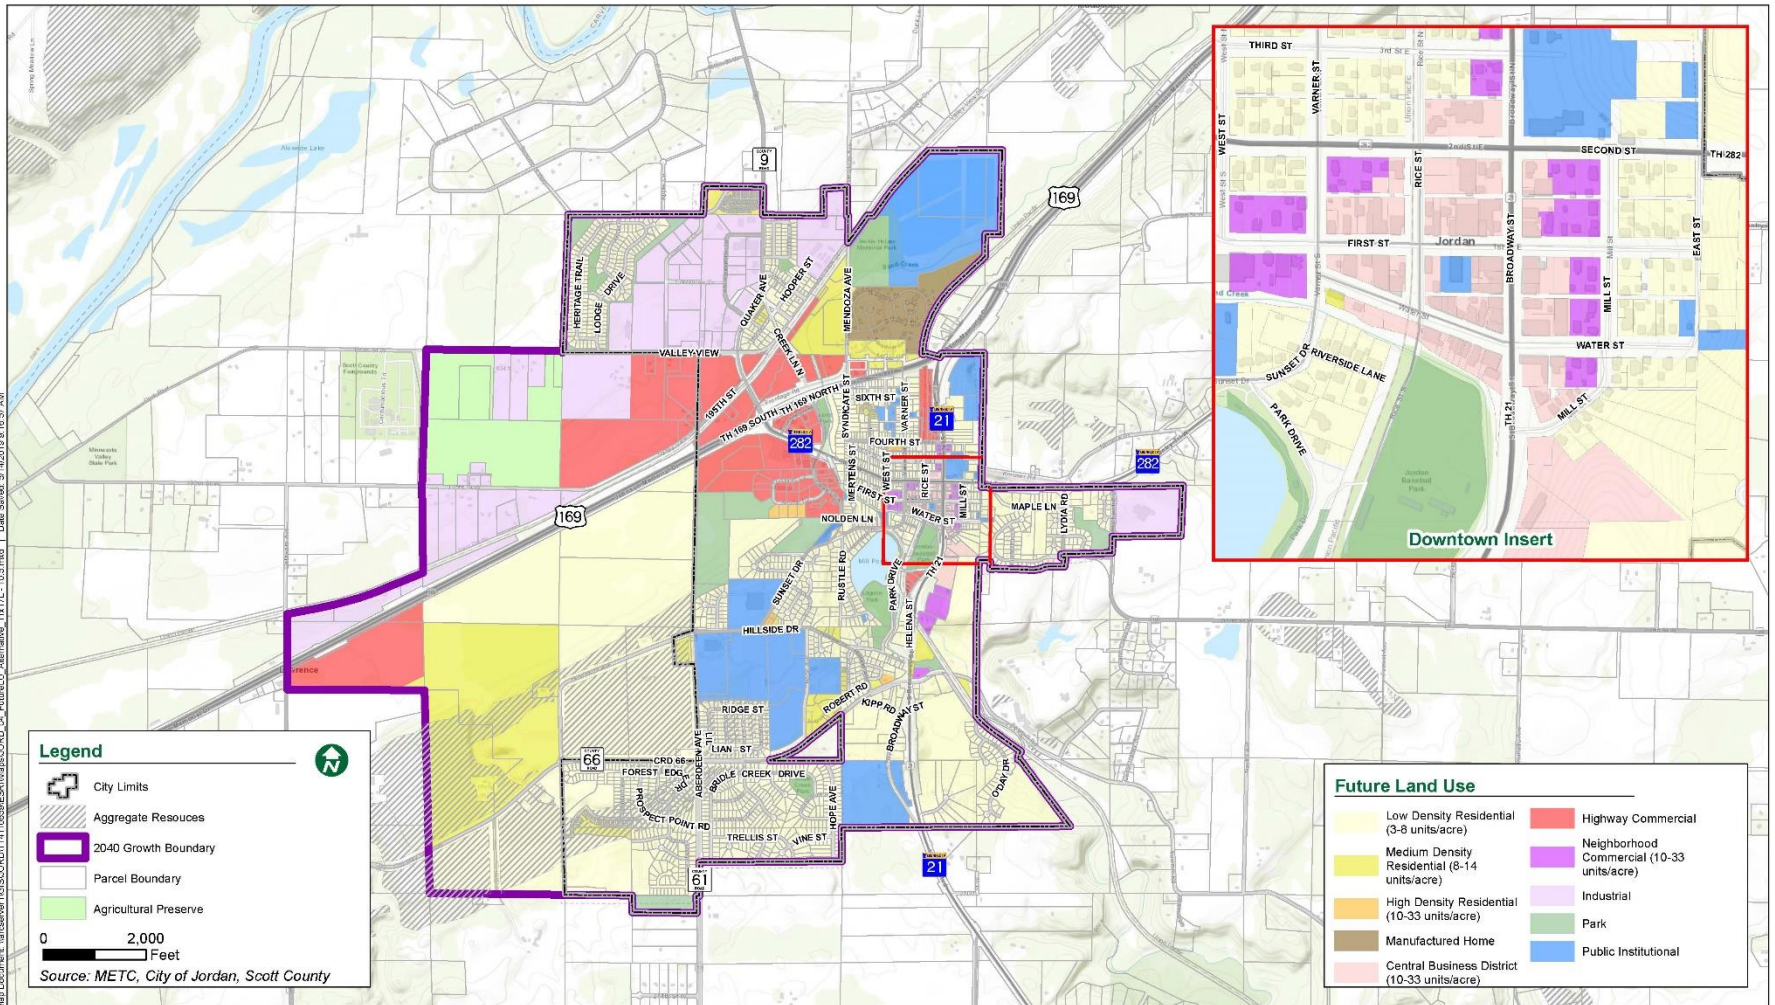 9
169
HERITAGE TRAIL
LODGE DRIVE
QUAKER AVE
HOOPER ST
MENDOZA AVE
VALLEY VIEW
CREEK LN N
195TH ST
TH 169 SOUTH
TH 169 NORTH
SYNDICATE ST
SIXTH ST
VARNER ST
21
282
FOURTH ST
282
MERTENS ST
WEST ST
RICE ST
FIRST ST
MILL ST
WATER ST
NOLDEN LN
MAPLE LN
LYDIA RD
169
SUNSET DR
RUSTLE RD
PARK DRIVE
TH 21
HELENA ST
HILLSIDE DR
ROBERT RD
KIPP RD
BROADWAY ST
RIDGE ST
LILLIAN ST
66
CRD 66
FOREST EDGE DR
ABERDEEN AVE
BRIDLE CREEK DRIVE
PROSPECT POINT RD
HOPE AVE
TRELLIS ST
VINE ST
O'DAY DR
61
21
THIRD ST
VARNER ST
WEST ST
SECOND ST
TH 282
RICE ST
FIRST ST
Jordan
BROADWAY ST
EAST ST
MILL ST
WATER ST
SUNSET DR
RIVERSIDE LANE
PARK DRIVE
TH 21
MILL ST
Downtown Insert
Legend
N
City Limits
Aggregate Resouces
2040 Growth Boundary
Parcel Boundary
Agricultural Preserve
0 2,000
Feet
Source: METC, City of Jordan, Scott County
Future Land Use
Low Density Residential
(3-8 units/acre)
Medium Density
Residential (8-14
units/acre)
High Density Residential
(10-33 units/acre)
Manufactured Home
Central Business District
(10-33 units/acre)
Highway Commercial
Neighborhood
Commercial (10-33
units/acre)
Industrial
Park
Public Institutional